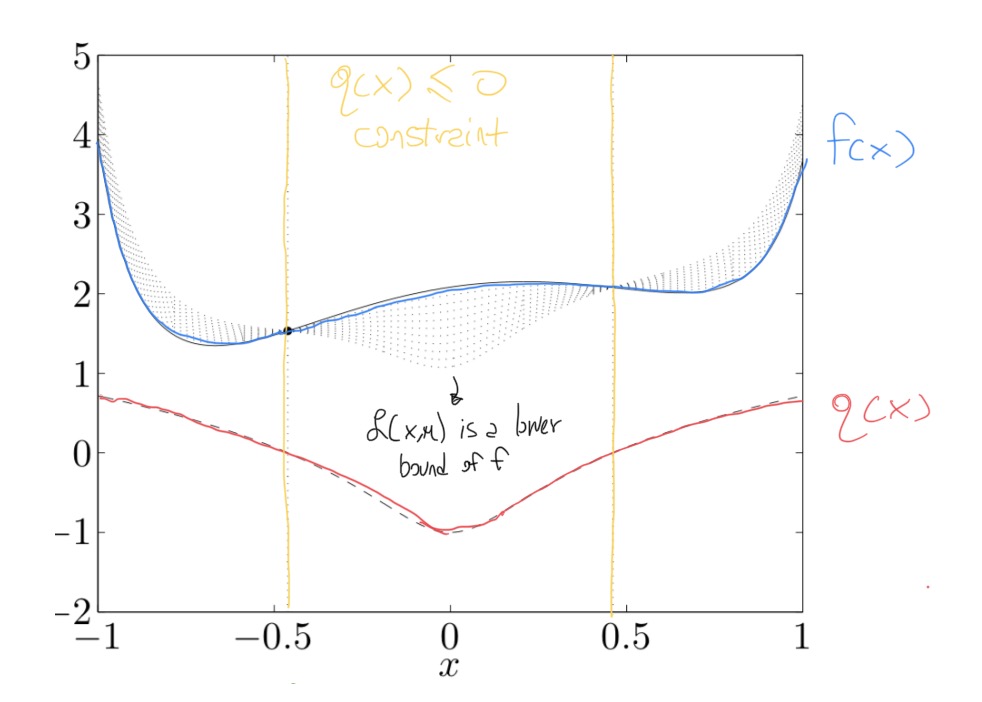 5
q(x) ≤ 0
constraint
4
f(x)
3
2
1
q(x)
L(x,μ) is a lower
bound of f
0
−1
−2
−1
−0.5
0
0.5
1
x